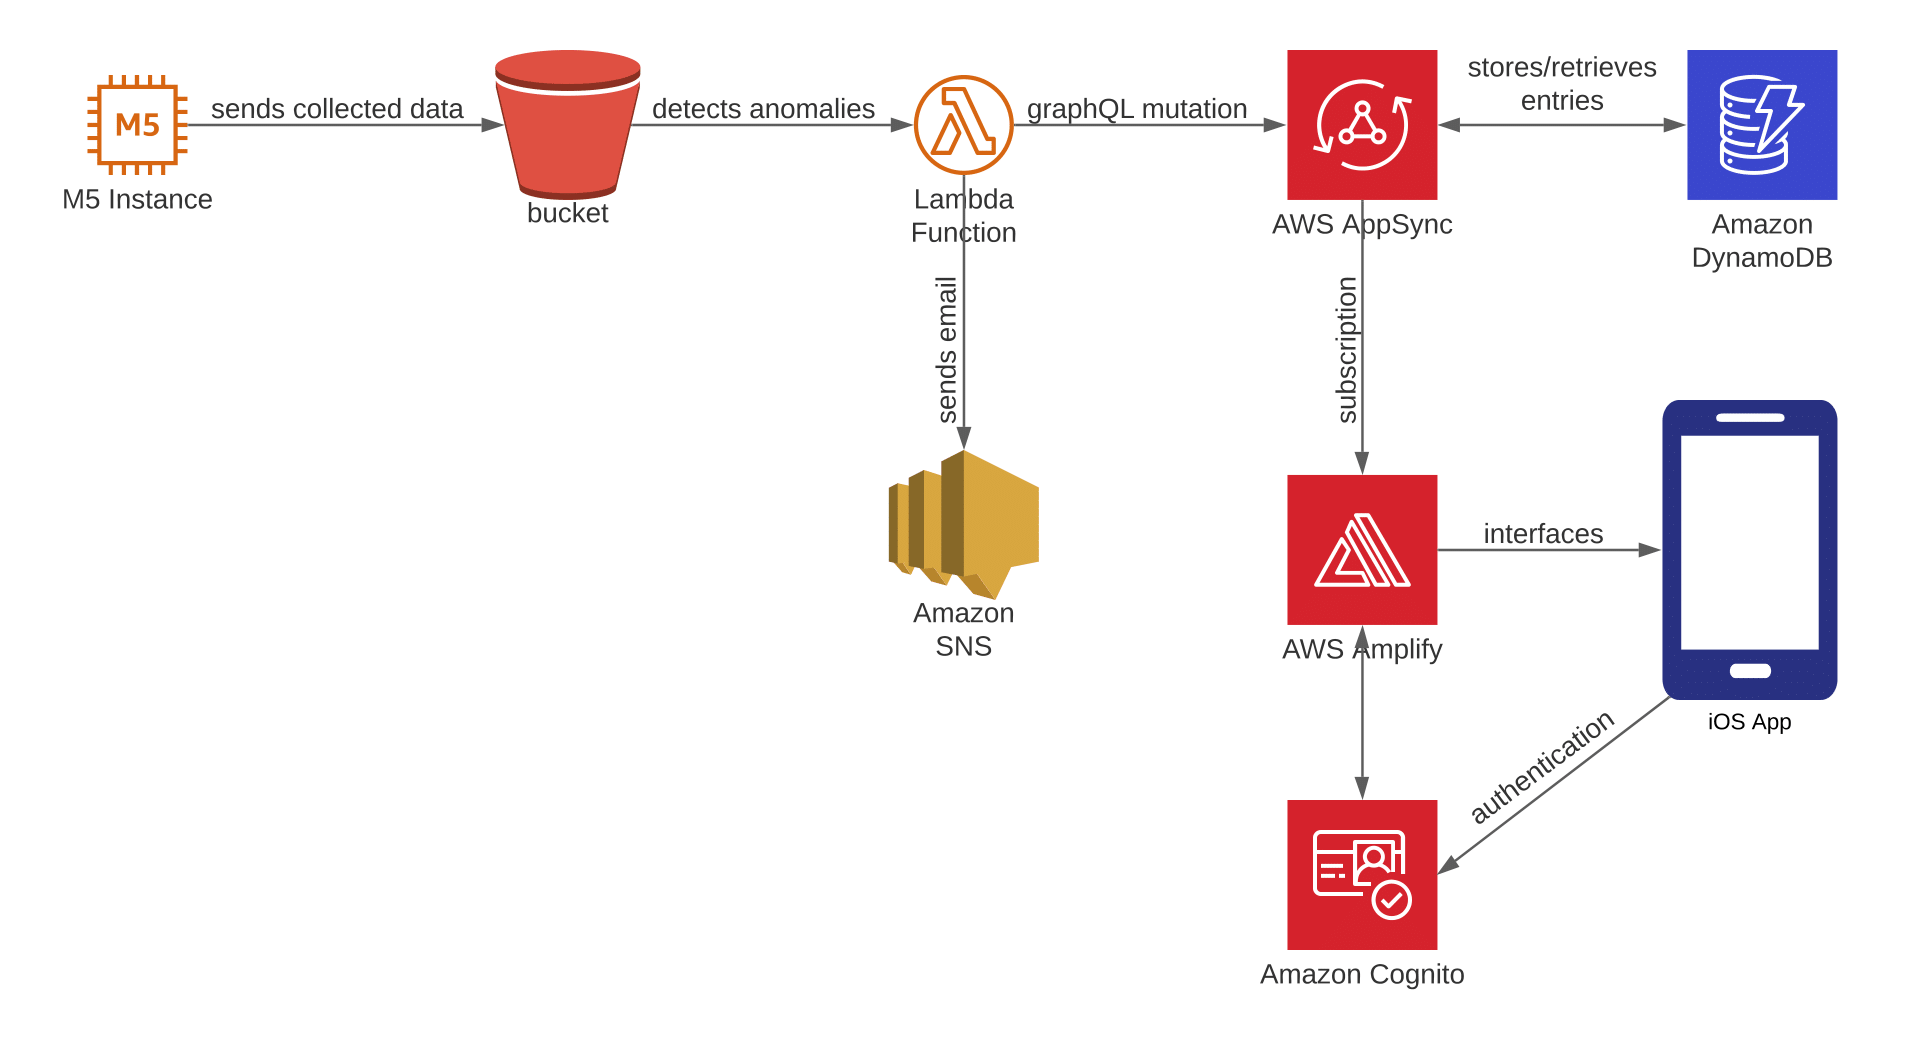 M5
M5 Instance
sends collected data
bucket
detects anomalies
Lambda
Function
graphQL mutation
AWS AppSync
stores/retrieves
entries
Amazon
DynamoDB
sends email
subscription
Amazon
SNS
AWS Amplify
interfaces
iOS App
authentication
Amazon Cognito